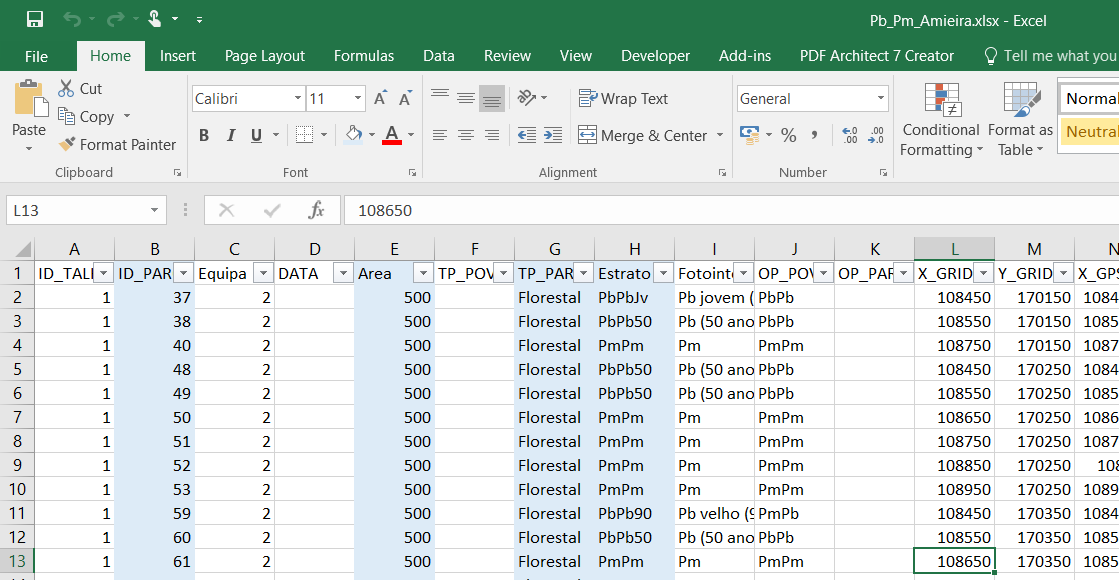 Pb_Pm_Amieira.xlsx - Excel
File Home Insert Page Layout Formulas Data Review View Developer Add-ins PDF Architect 7 Creator Tell me what you
Paste Cut Copy Format Painter
Clipboard
Calibri 11
B I U A
Font
Wrap Text
Merge & Center
Alignment
General
% , .00
Number
Conditional Formatting
Format as Table
Normal
Neutral
L13 fx 108650
A B C D E F G H I J K L M N
1 ID_TALI ID_PAR Equipa DATA Area TP_POV TP_PAR Estrato Fotoint OP_POV OP_PAR X_GRID Y_GRID X_GPS
2 1 37 2 500 Florestal PbPbJv Pb jovem ( PbPb 108450 170150 1084
3 1 38 2 500 Florestal PbPb50 Pb (50 ano PbPb 108550 170150 1085
4 1 40 2 500 Florestal PmPm Pm PmPm 108750 170150 1087
5 1 48 2 500 Florestal PbPb50 Pb (50 ano PbPb 108450 170250 1084
6 1 49 2 500 Florestal PbPb50 Pb (50 ano PbPb 108550 170250 1085
7 1 50 2 500 Florestal PmPm Pm PmPm 108650 170250 1086
8 1 51 2 500 Florestal PmPm Pm PmPm 108750 170250 1087
9 1 52 2 500 Florestal PmPm Pm PmPm 108850 170250 108
10 1 53 2 500 Florestal PmPm Pm PmPm 108950 170250 1089
11 1 59 2 500 Florestal PbPb90 Pb velho (9 PmPb 108450 170350 1084
12 1 60 2 500 Florestal PbPb50 Pb (50 ano PbPb 108550 170350 1085
13 1 61 2 500 Florestal PmPm Pm PmPm 108650 170350 1085